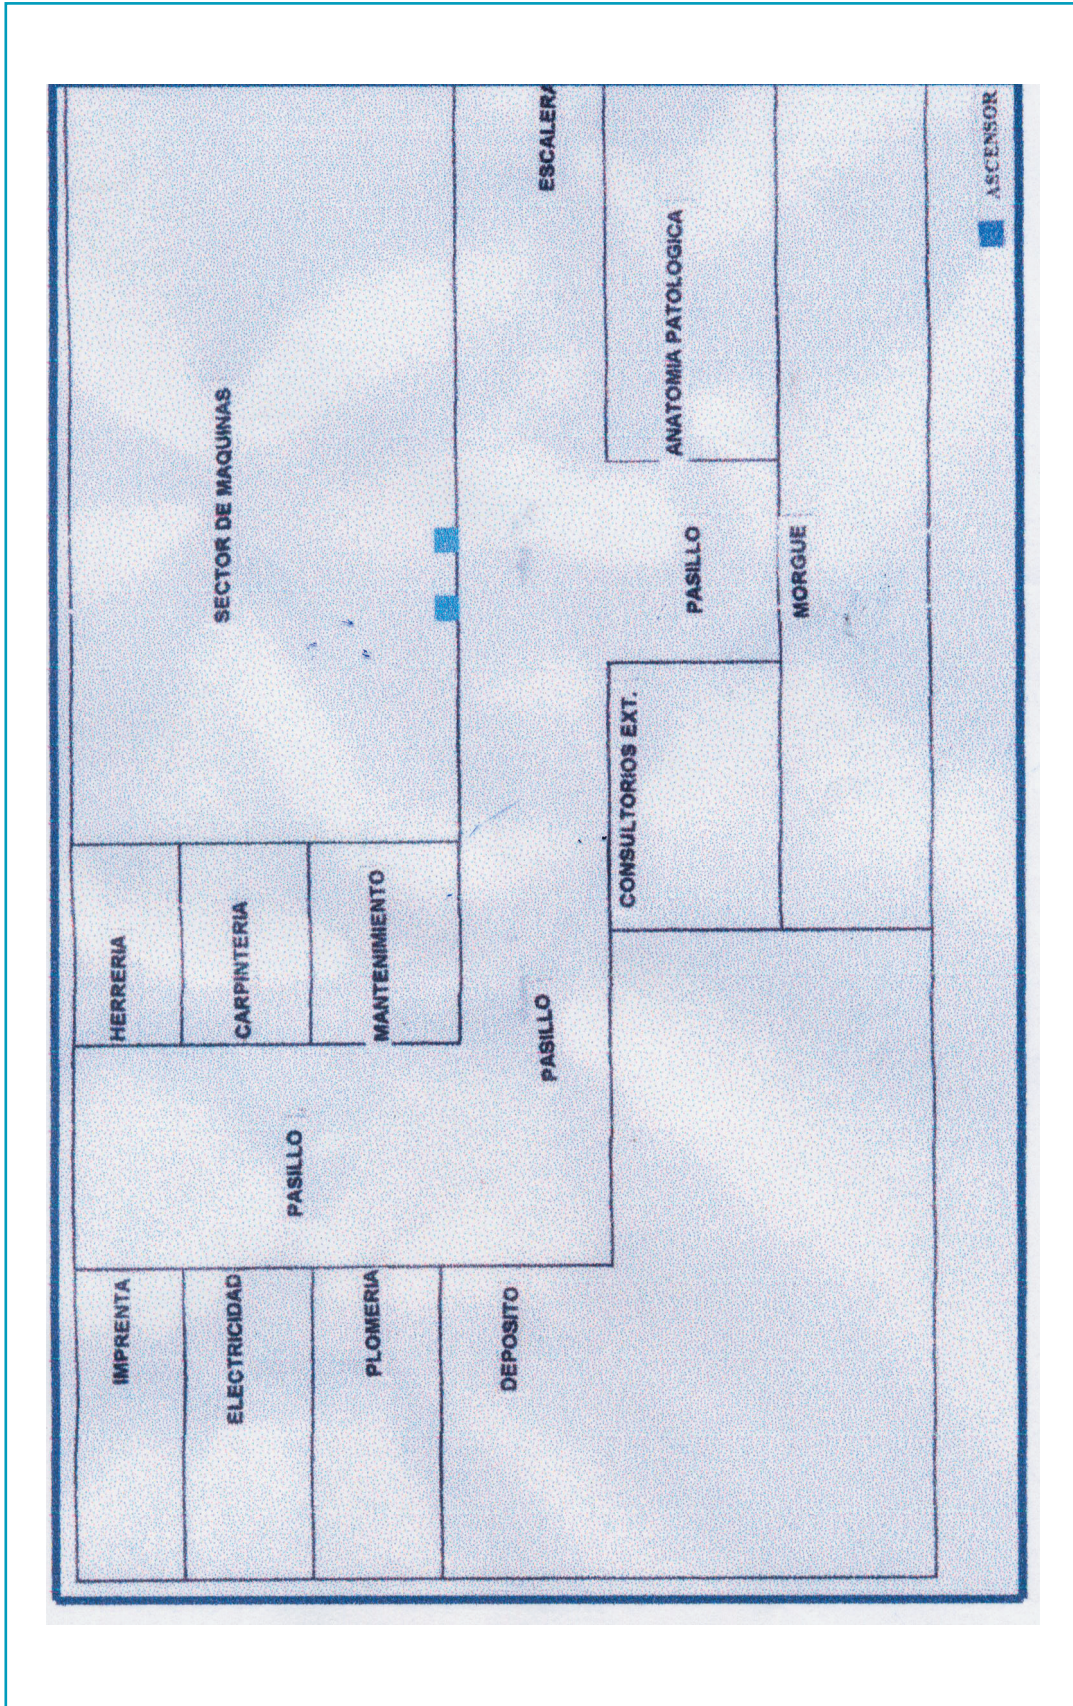 IMPRENTA
HERRERIA
ELECTRICIDAD
CARPINTERIA
SECTOR DE MAQUINAS
PLOMERIA
PASILLO
MANTENIMIENTO
DEPOSITO
PASILLO
ESCALERA
CONSULTORIOS EXT.
PASILLO
ANATOMIA PATOLOGICA
MORGUE
ASCENSOR